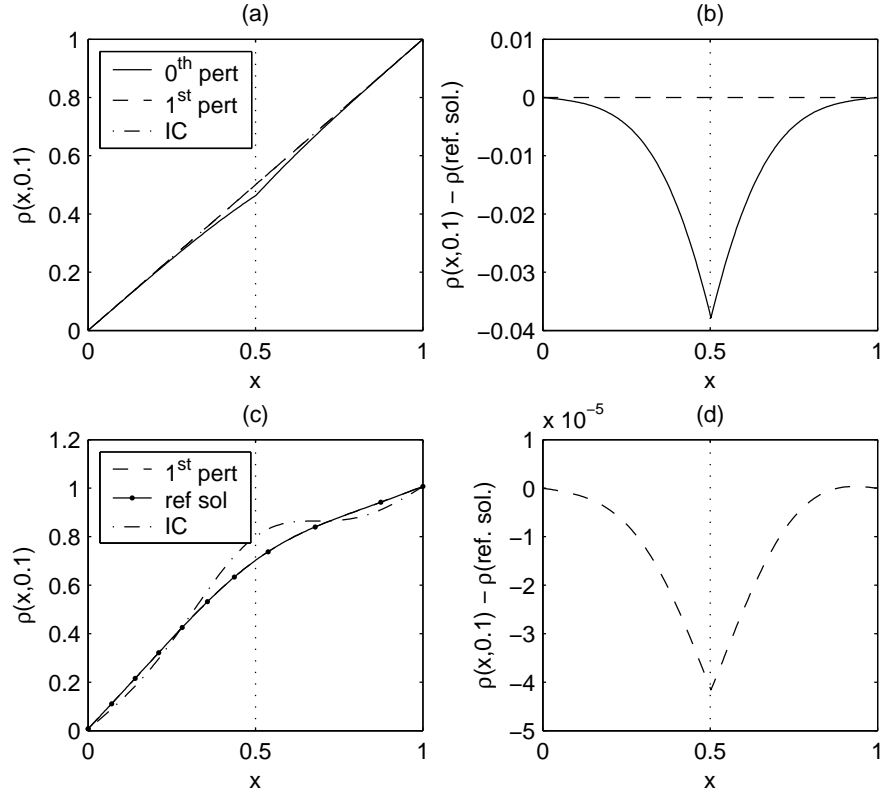 (a)
1
0.8
0.6
0.4
0.2
0
0 0.5 1
x
ρ(x,0.1)
0th pert
1st pert
IC
(b)
0.01
0
−0.01
−0.02
−0.03
−0.04
0 0.5 1
x
ρ(x,0.1) − ρ(ref. sol.)
(c)
1.2
1
0.8
0.6
0.4
0.2
0
0 0.5 1
x
ρ(x,0.1)
1st pert
ref sol
IC
(d)
x 10−5
0
−1
−2
−3
−4
−5
0 0.5 1
x
ρ(x,0.1) − ρ(ref. sol.)